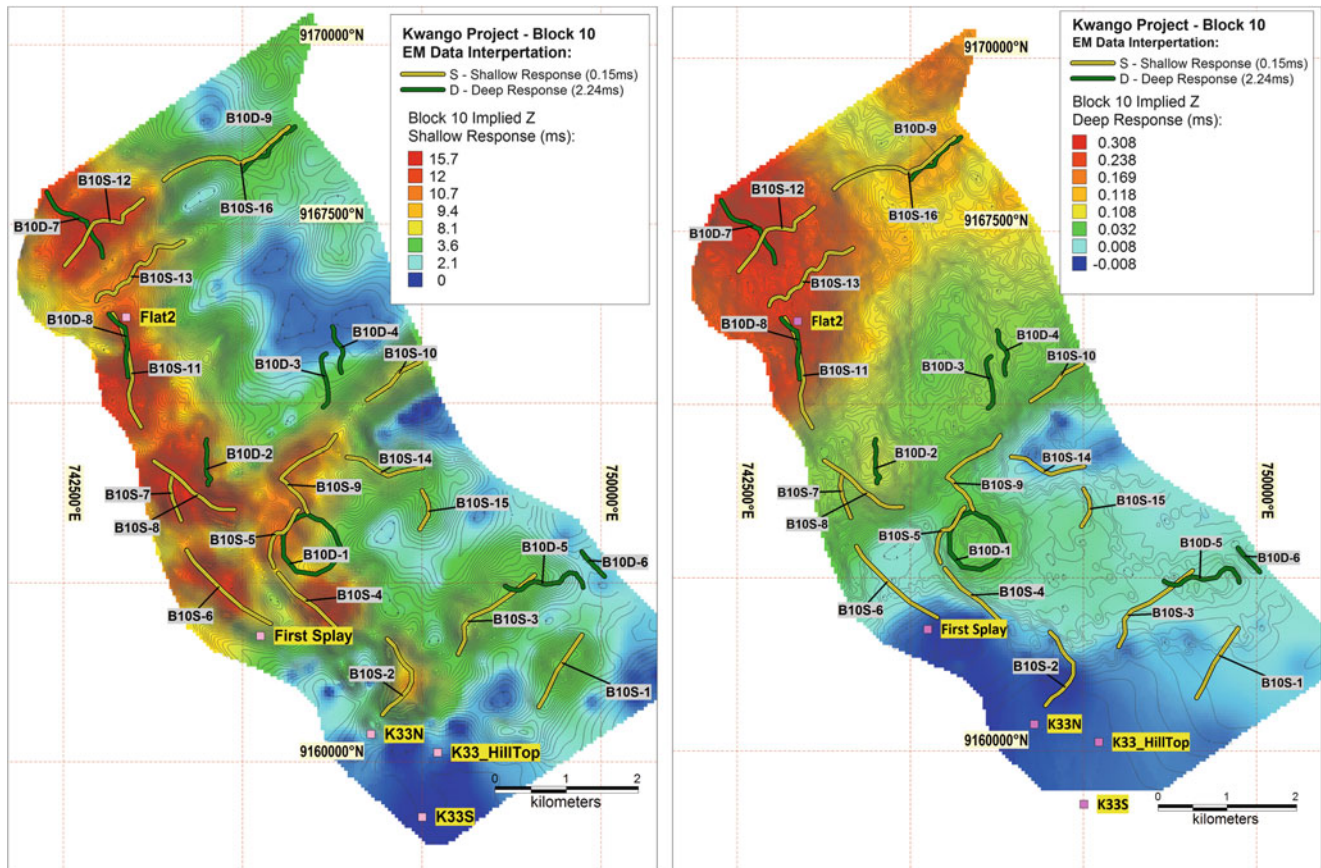 Kwango Project - Block 10
EM Data Interpertation:
S - Shallow Response (0.15ms)
D - Deep Response (2.24ms)
Block 10 Implied Z
Shallow Response (ms):
15.7
12
10.7
9.4
8.1
3.6
2.1
0
9170000°N
B10D-9
B10S-12
9167500°N
B10D-7
B10S-16
B10S-13
Flat2
B10D-8
B10D-4
B10S-10
B10D-3
B10S-11
B10D-2
742500°E
B10S-14
750000°E
B10S-9
B10S-7
B10S-15
B10S-8
B10S-5
B10D-5
B10D-1
B10D-6
B10S-4
B10S-6
B10S-3
First Splay
B10S-2
B10S-1
K33N
9160000°N
K33_HillTop
0 1 2
kilometers
K33S
Kwango Project - Block 10
EM Data Interpertation:
S - Shallow Response (0.15ms)
D - Deep Response (2.24ms)
Block 10 Implied Z
Deep Response (ms):
0.308
0.238
0.169
0.118
0.108
0.032
0.008
-0.008
9170000°N
B10D-9
B10S-12
9167500°N
B10D-7
B10S-16
B10S-13
Flat2
B10D-8
B10D-4
B10S-10
B10D-3
B10S-11
B10D-2
742500°E
B10S-14
750000°E
B10S-9
B10S-7
B10S-15
B10S-8
B10S-5
B10D-5
B10D-1
B10D-6
B10S-4
B10S-6
B10S-3
First Splay
B10S-2
B10S-1
K33N
9160000°N
K33_HillTop
K33S
0 1 2
kilometers